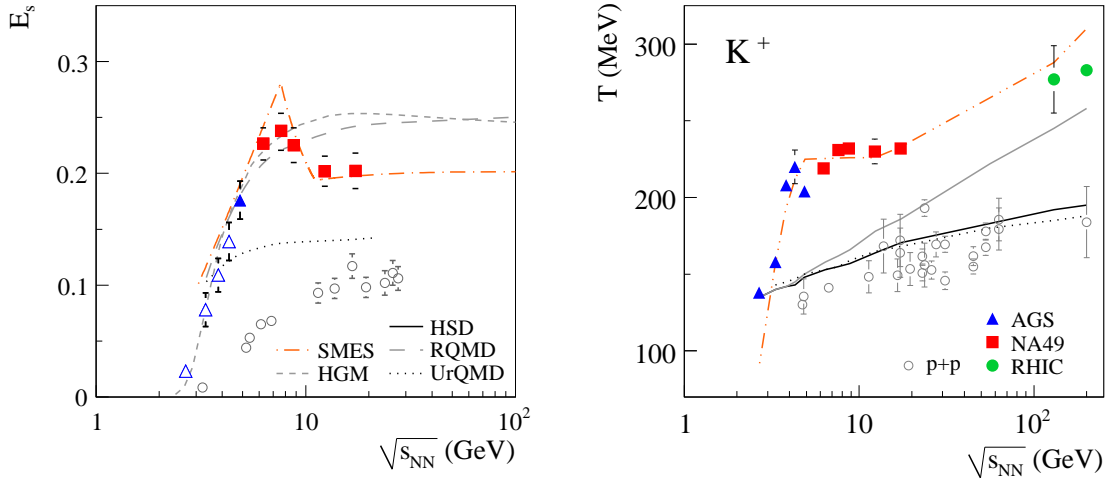 E_s
0.3
0.2
0.1
0
1
10
10^2
√s_NN (GeV)
SMES
HGM
HSD
RQMD
UrQMD
T (MeV)
300
200
100
1
10
10^2
√s_NN (GeV)
K^+
p+p
AGS
NA49
RHIC